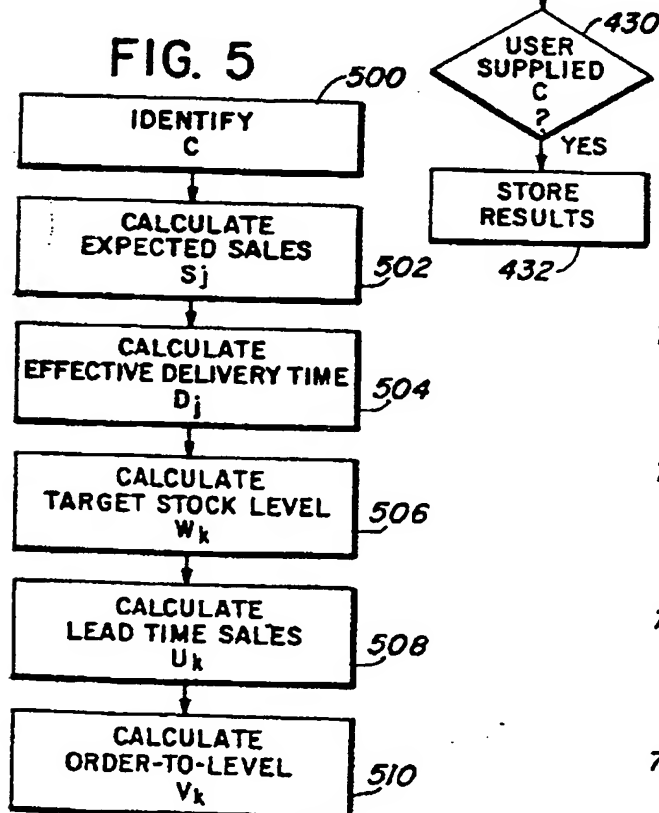 FIG. 5
500
IDENTIFY
C
CALCULATE
EXPECTED SALES
Sj
502
CALCULATE
EFFECTIVE DELIVERY TIME
Dj
504
CALCULATE
TARGET STOCK LEVEL
Wk
506
CALCULATE
LEAD TIME SALES
Uk
508
CALCULATE
ORDER-TO-LEVEL
Vk
510
430
USER
SUPPLIED
C
?
YES
STORE
RESULTS
432